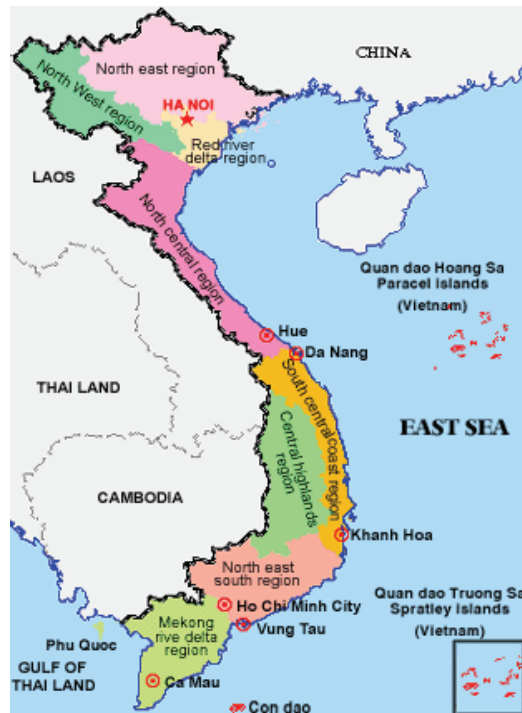 CHINA
North east region
North West region
HA NOI
Red river
delta region
LAOS
North central region
Quan dao Hoang Sa
Paracel Islands
(Vietnam)
Hue
Da Nang
THAI LAND
South central coast region
EAST SEA
Central highlands
region
CAMBODIA
Khanh Hoa
North east
south region
Quan dao Truong Sa
Spratley Islands
(Vietnam)
Ho Chi Minh City
Mekong
rive delta
region
Vung Tau
Phu Quoc
GULF OF
THAI LAND
Ca Mau
Con dao